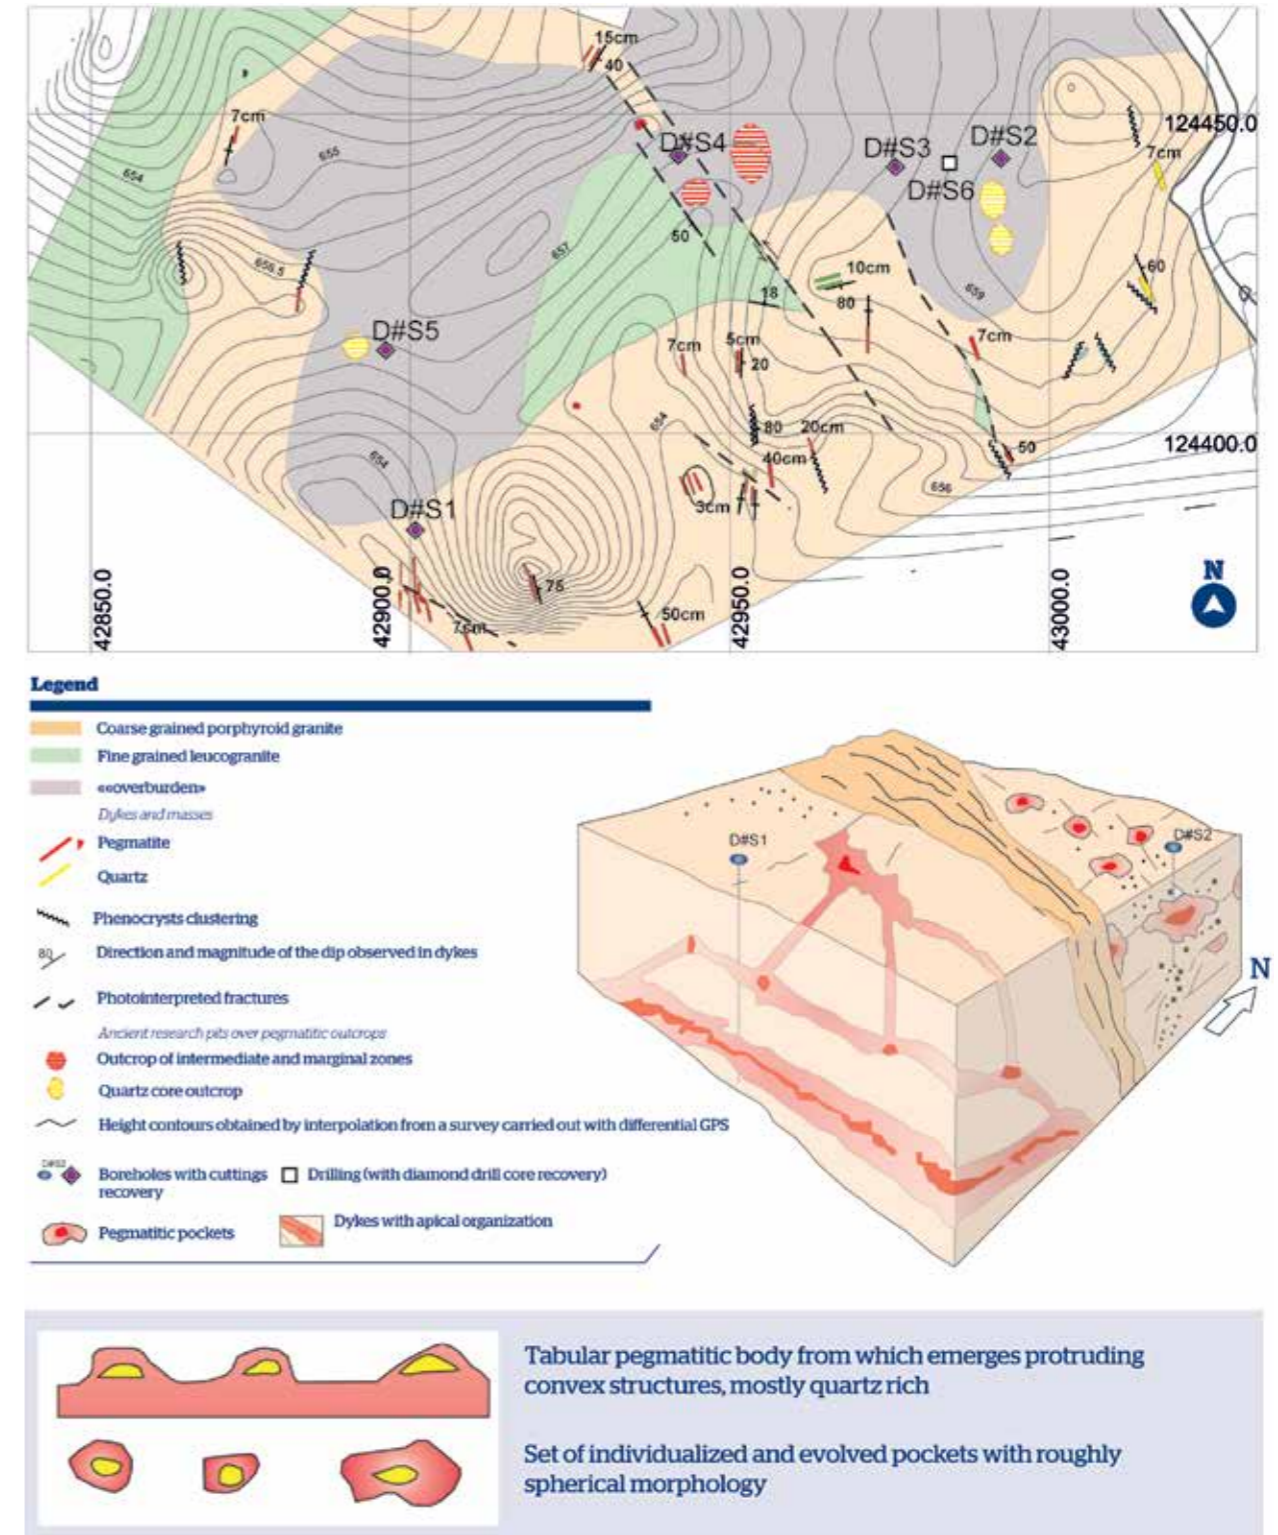 15cm
40
7cm
D#S4
D#S3
D#S2
124450.0
7cm
D#S6
655
654
50
657
656.5
10cm
60
18
80
659
D#S5
7cm
5cm
7cm
20
654
80
20cm
50
124400.0
40cm
654
656
3cm
D#S1
75
50cm
7cm
42850.0
42900.0
42950.0
43000.0
N
Legend
Coarse grained porphyroid granite
Fine grained leucogranite
««overburden»
Dykes and masses
Pegmatite
Quartz
Phenocrysts clustering
80
Direction and magnitude of the dip observed in dykes
Photointerpreted fractures
Ancient research pits over pegmatitic outcrops
Outcrop of intermediate and marginal zones
Quartz core outcrop
Height contours obtained by interpolation from a survey carried out with differential GPS
D#S2
Boreholes with cuttings
recovery
Drilling (with diamond drill core recovery)
Pegmatitic pockets
Dykes with apical organization
D#S1
D#S2
N
Tabular pegmatitic body from which emerges protruding
convex structures, mostly quartz rich
Set of individualized and evolved pockets with roughly
spherical morphology